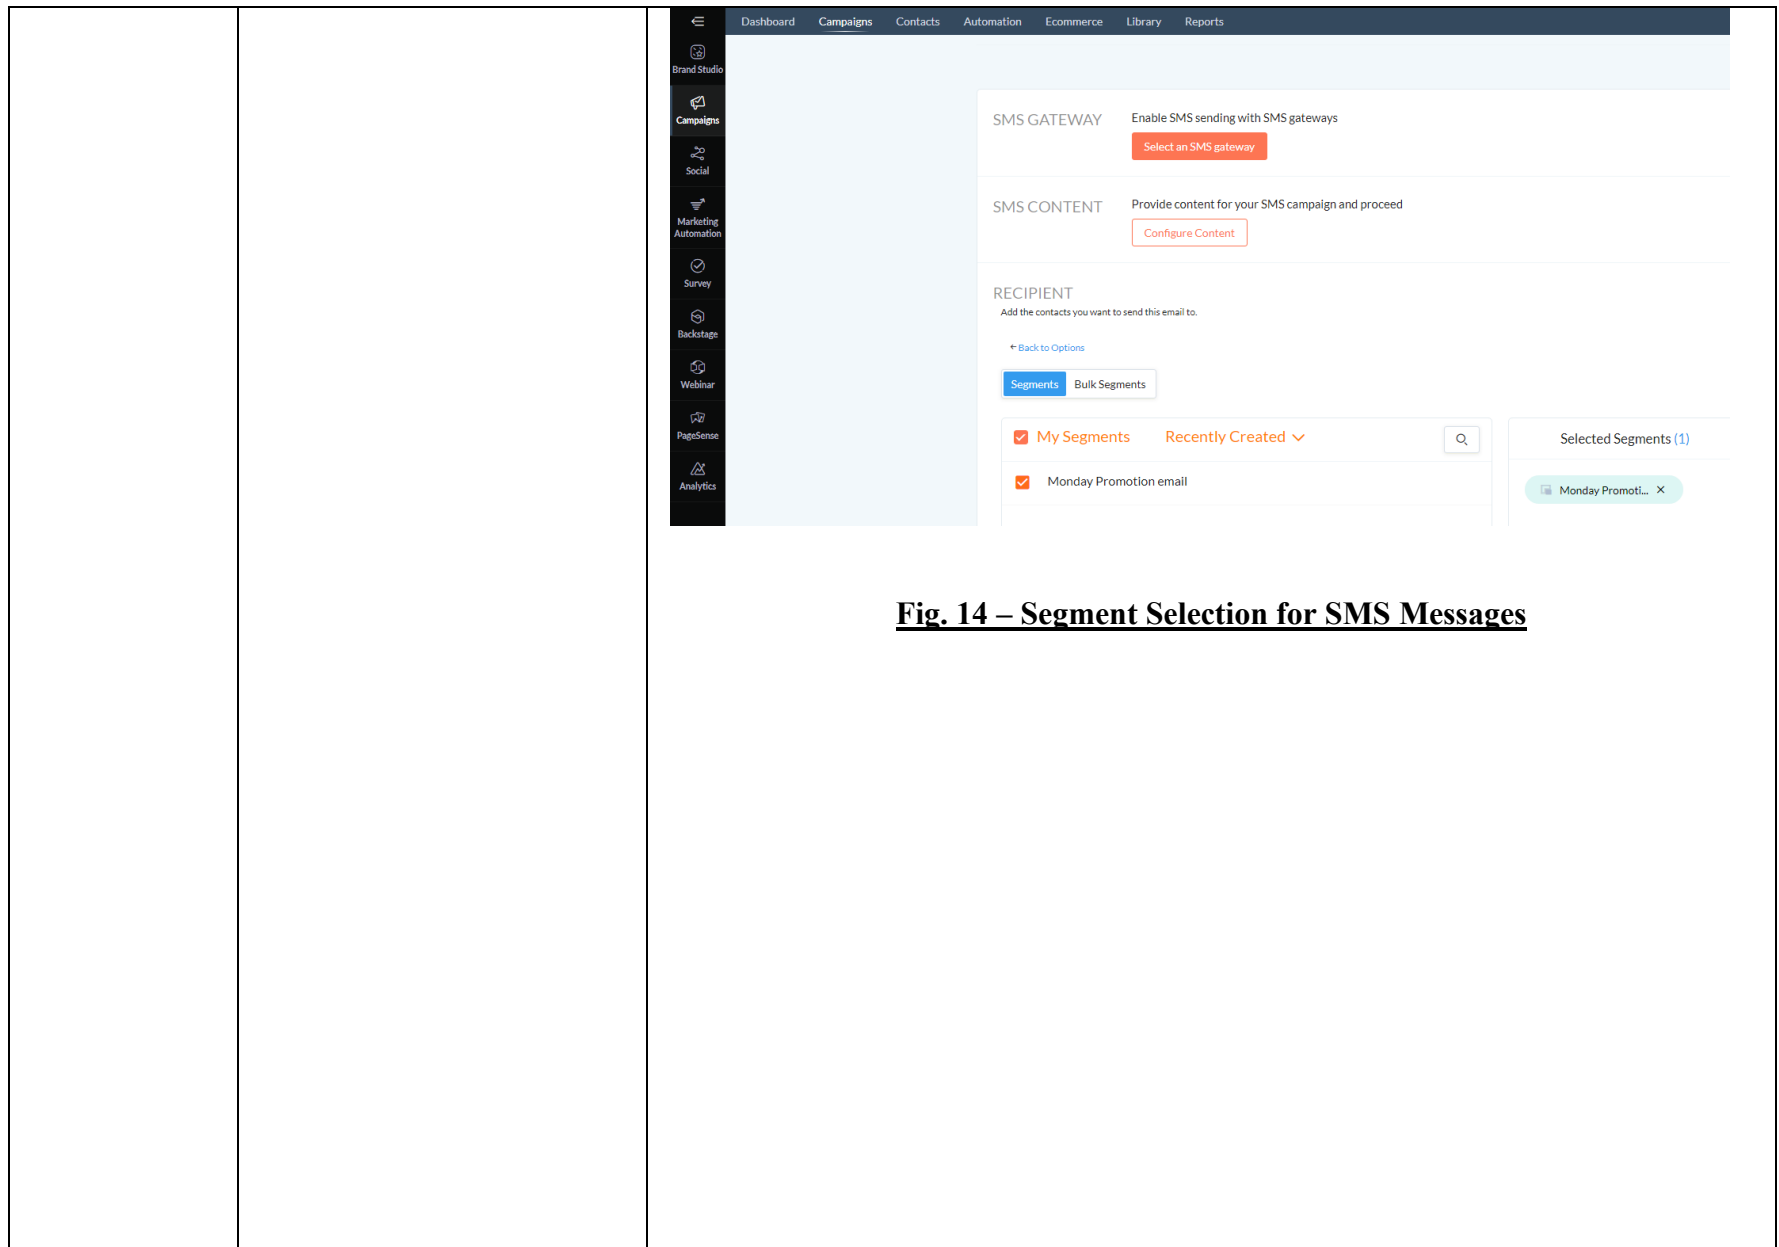 Dashboard Campaigns Contacts Automation Ecommerce Library Reports
Brand Studio
Campaigns
Social
Marketing
Automation
Survey
Backstage
Webinar
PageSense
Analytics
SMS GATEWAY Enable SMS sending with SMS gateways
Select an SMS gateway
SMS CONTENT Provide content for your SMS campaign and proceed
Configure Content
RECIPIENT
Add the contacts you want to send this email to.
Back to Options
Segments Bulk Segments
My Segments Recently Created
Monday Promotion email
Selected Segments (1)
Monday Promoti...
Fig. 14 – Segment Selection for SMS Messages